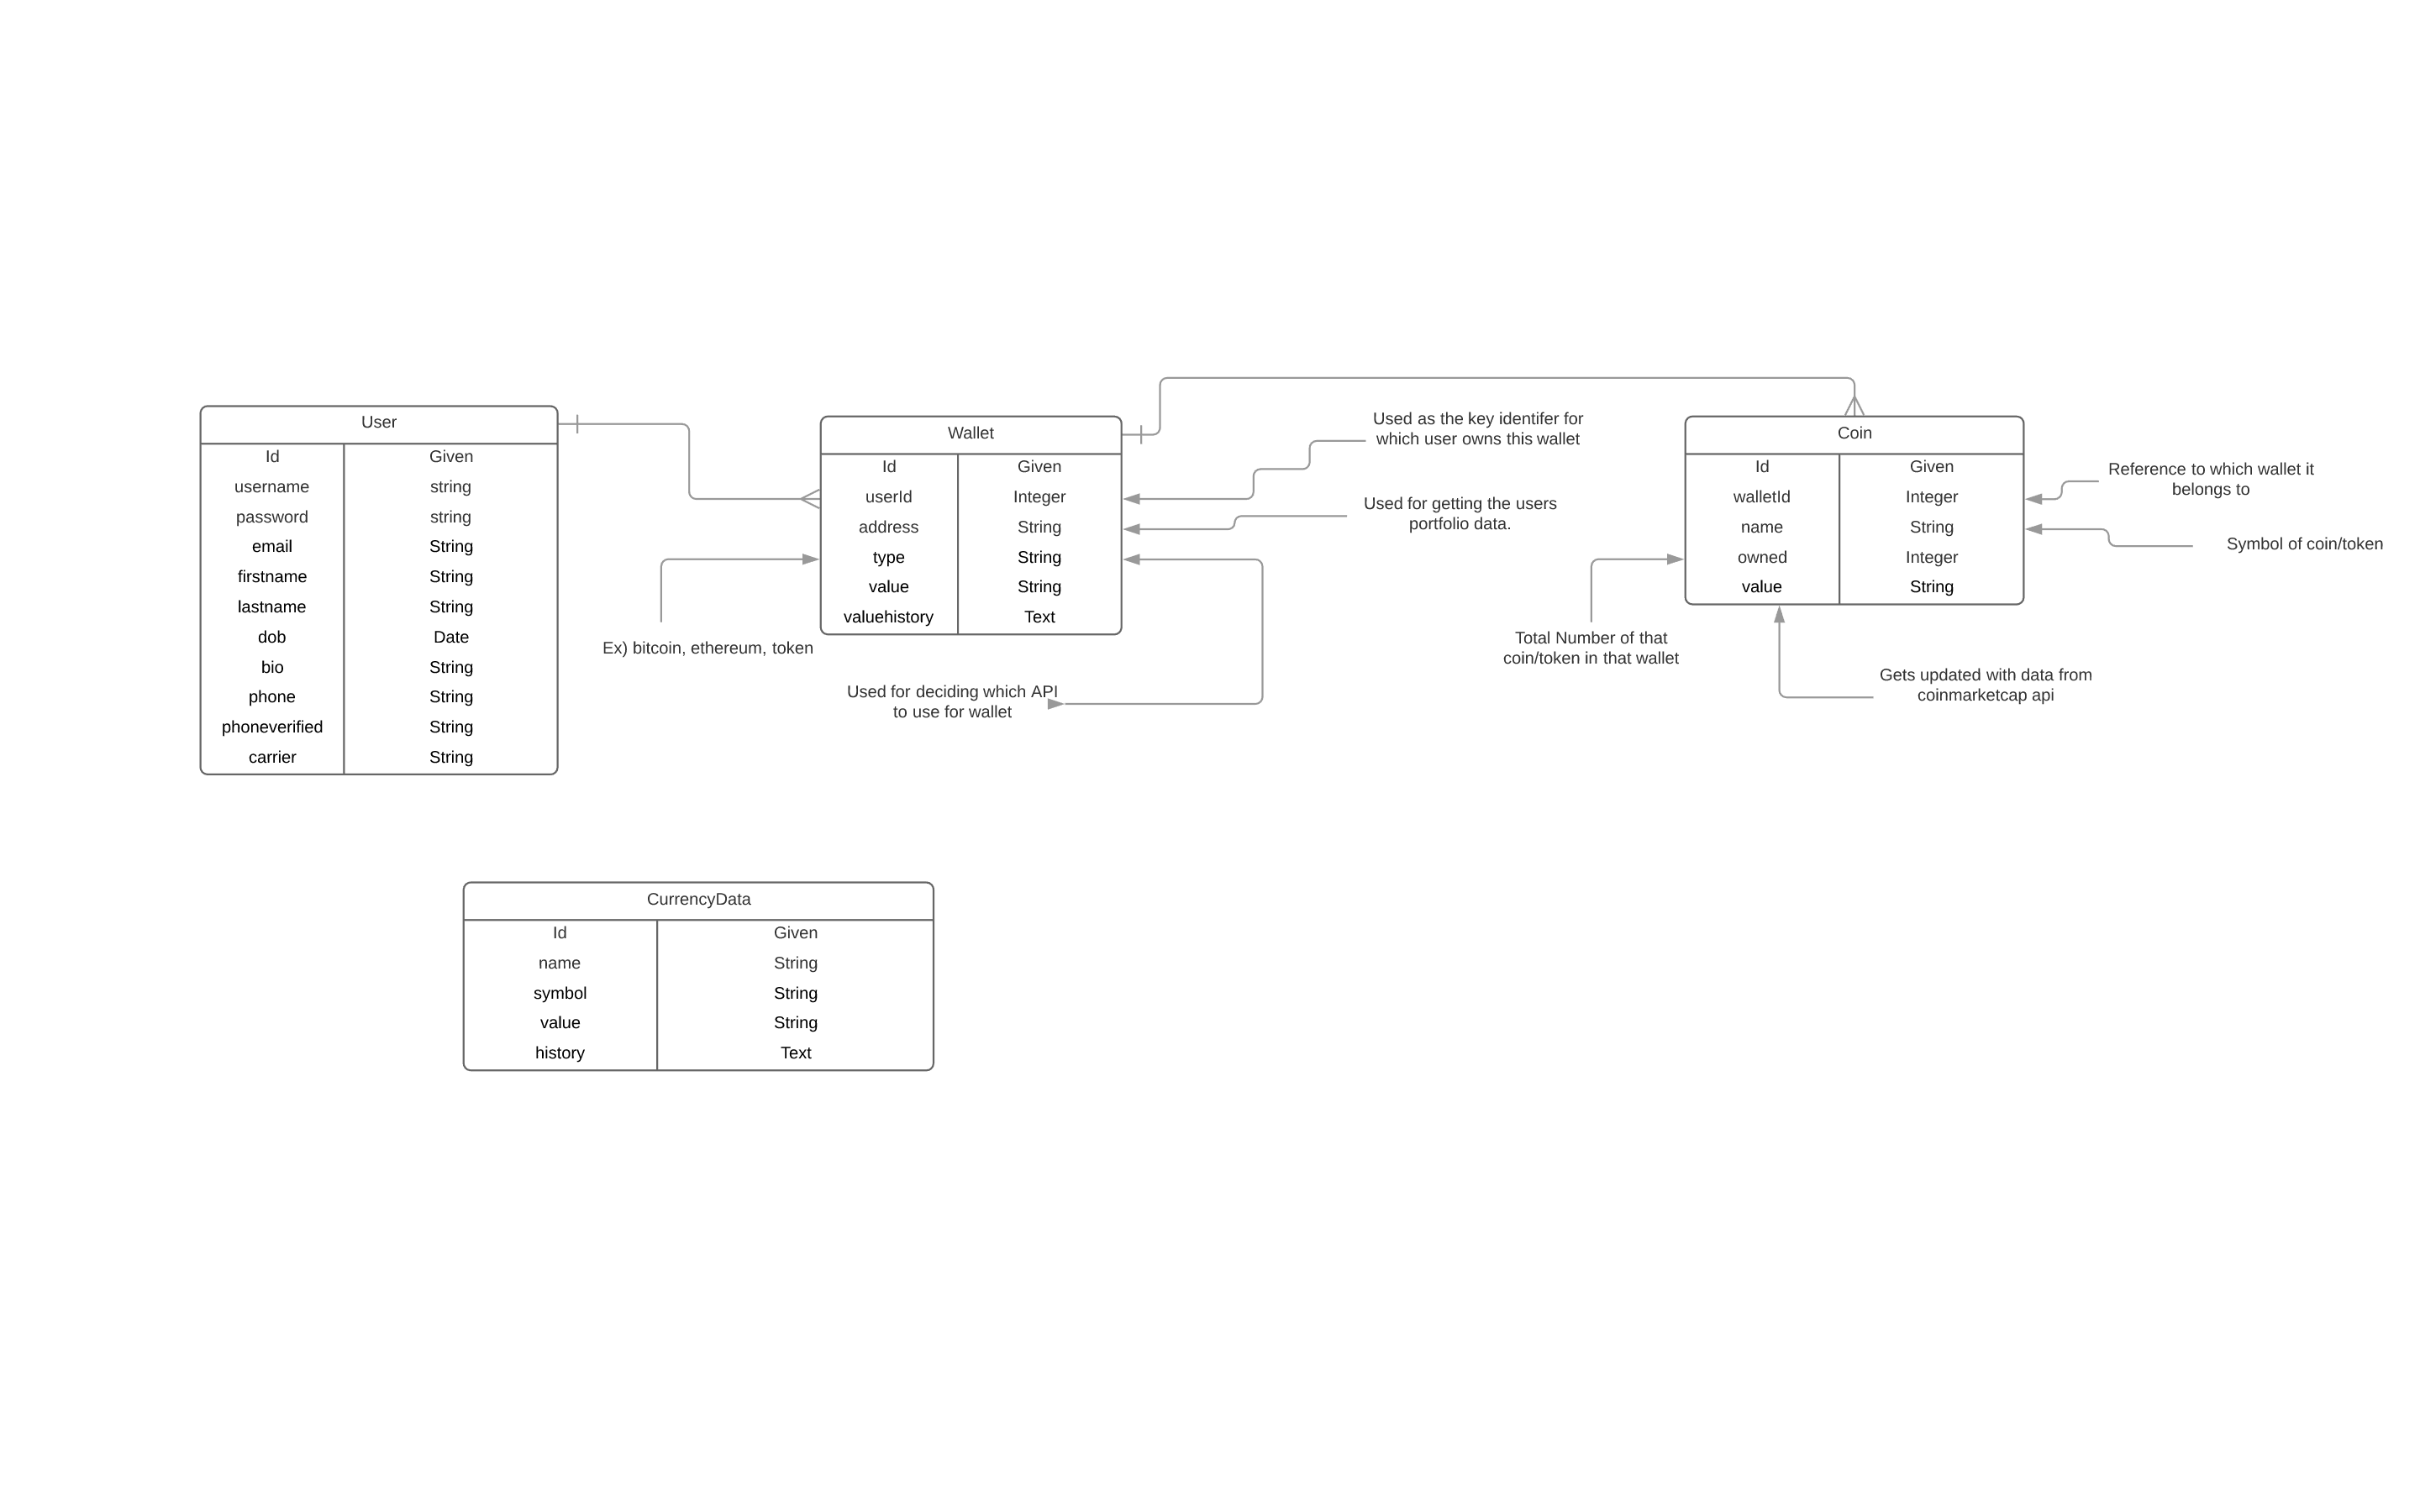 User
Id Given
username string
password string
email String
firstname String
lastname String
dob Date
bio String
phone String
phoneverified String
carrier String
Wallet
Id Given
userId Integer
address String
type String
value String
valuehistory Text
Ex) bitcoin, ethereum, token
Used for deciding which API
to use for wallet
Used as the key identifer for
which user owns this wallet
Used for getting the users
portfolio data.
Coin
Id Given
walletId Integer
name String
owned Integer
value String
Reference to which wallet it
belongs to
Symbol of coin/token
Total Number of that
coin/token in that wallet
Gets updated with data from
coinmarketcap api
CurrencyData
Id Given
name String
symbol String
value String
history Text